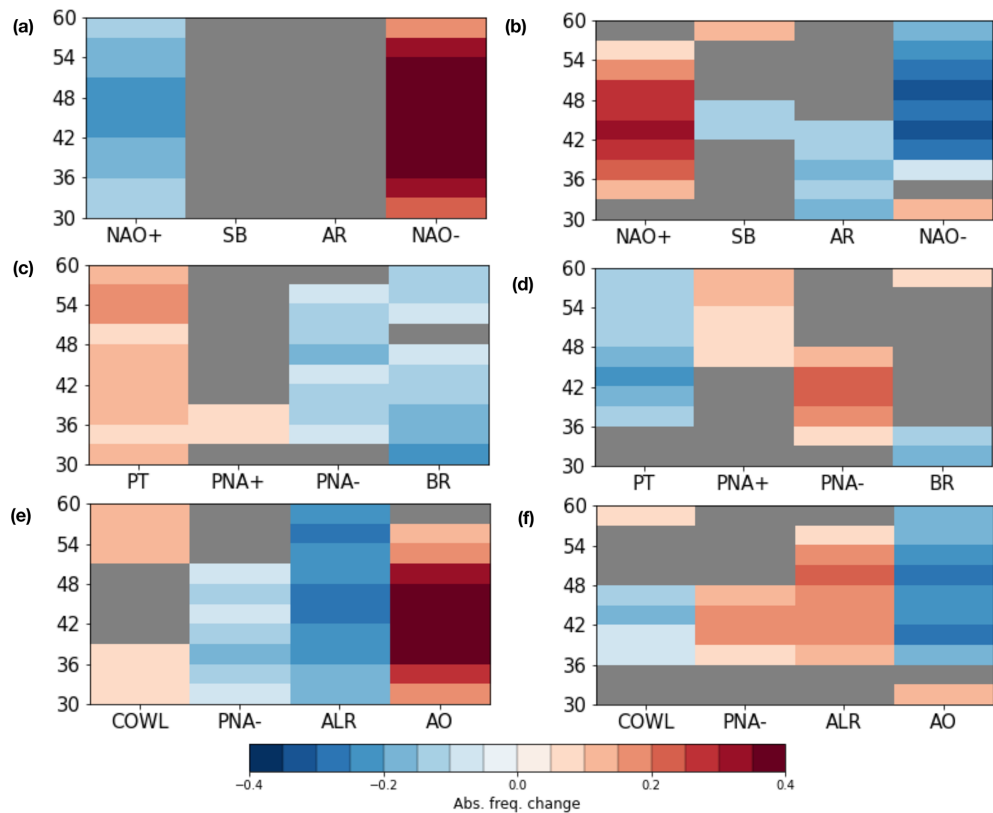 (a)
60
54
48
42
36
30
NAO+ SB AR NAO-
(b)
60
54
48
42
36
30
NAO+ SB AR NAO-
(c)
60
54
48
42
36
30
PT PNA+ PNA- BR
(d)
60
54
48
42
36
30
PT PNA+ PNA- BR
(e)
60
54
48
42
36
30
COWL PNA- ALR AO
(f)
60
54
48
42
36
30
COWL PNA- ALR AO
−0.4 −0.2 0.0 0.2 0.4
Abs. freq. change